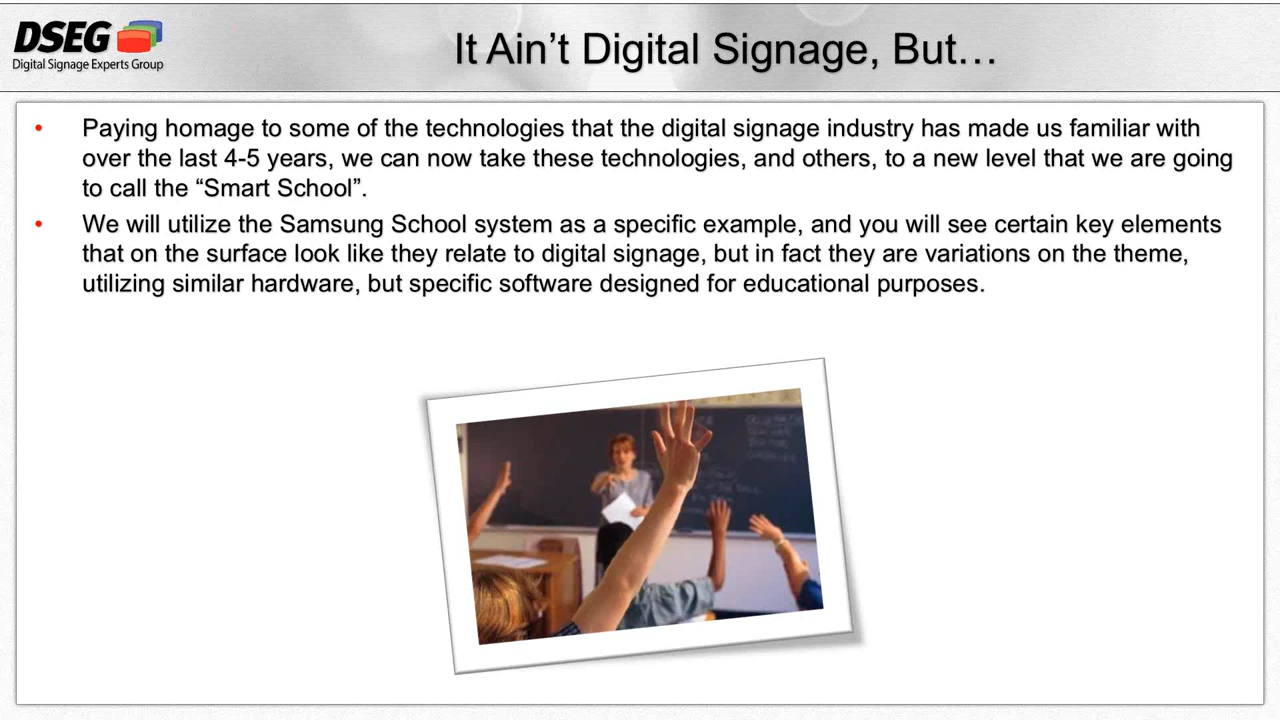 DSEG
Digital Signage Experts Group
It Ain’t Digital Signage, But…
• Paying homage to some of the technologies that the digital signage industry has made us familiar with
over the last 4-5 years, we can now take these technologies, and others, to a new level that we are going
to call the “Smart School”.
• We will utilize the Samsung School system as a specific example, and you will see certain key elements
that on the surface look like they relate to digital signage, but in fact they are variations on the theme,
utilizing similar hardware, but specific software designed for educational purposes.